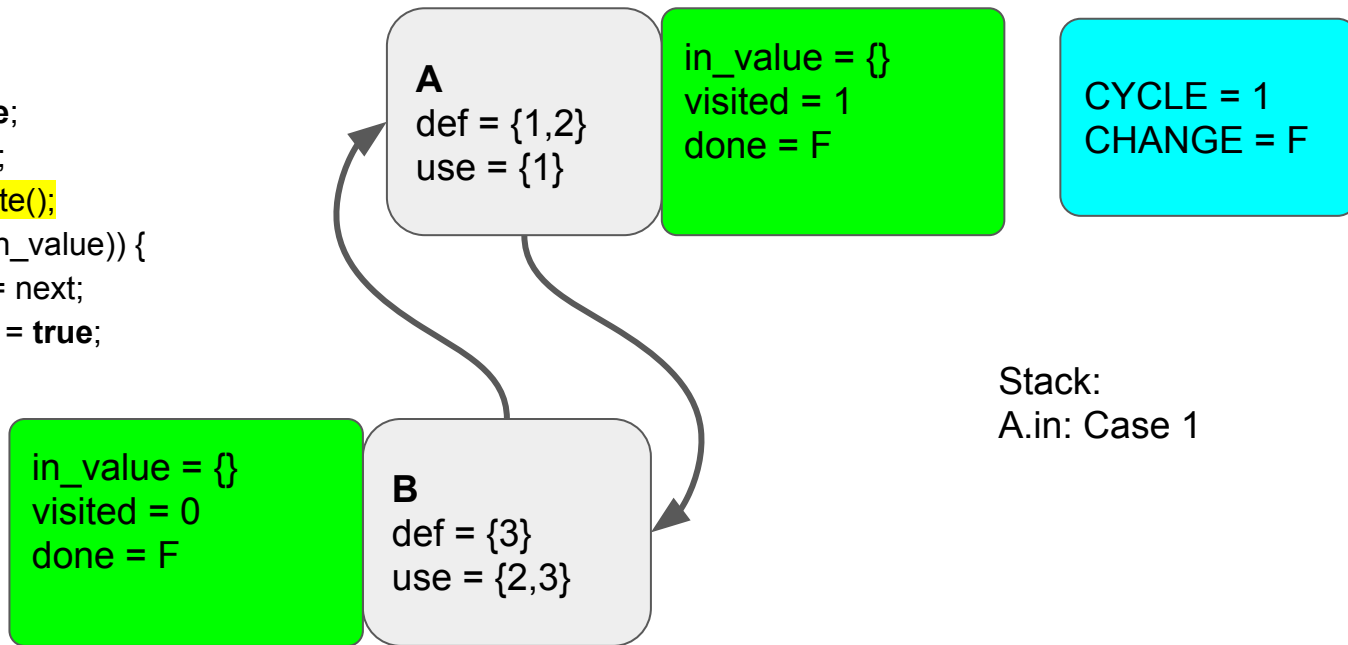 e;
;
te();
n_value)) {
= next;
= true;
A
def = {1,2}
use = {1}
in_value = {}
visited = 1
done = F
CYCLE = 1
CHANGE = F
Stack:
A.in: Case 1
in_value = {}
visited = 0
done = F
B
def = {3}
use = {2,3}